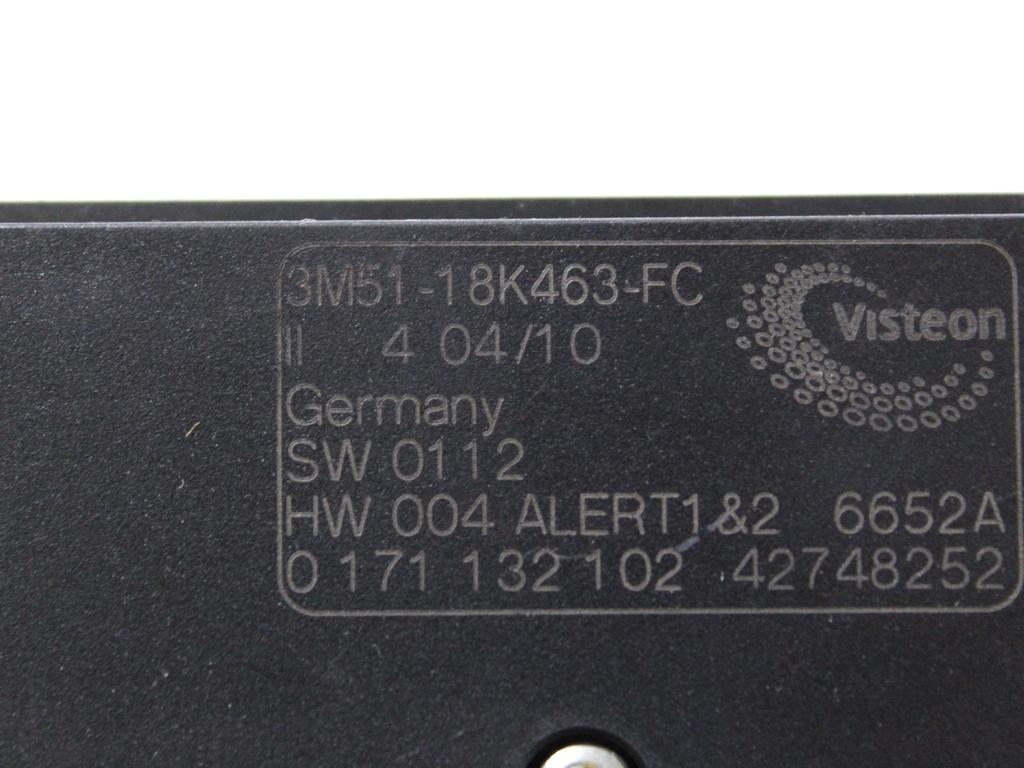 3M51-18K463-FC
Visteon
II 4 04/10
Germany
SW 0112
HW 004 ALERT1&2 6652A
0 171 132 102 42748252